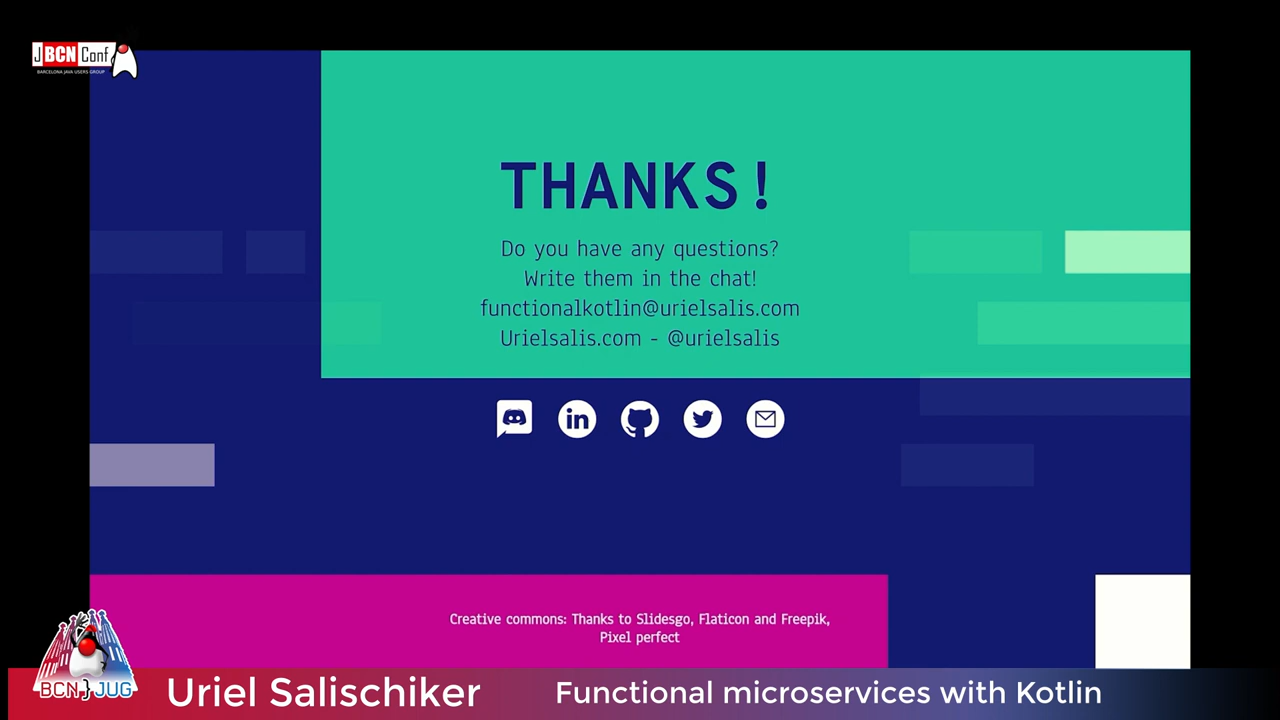 JBCNConf
BARCELONA JAVA USERS GROUP
THANKS!
Do you have any questions?
Write them in the chat!
functionalkotlin@urielsalis.com
Urielsalis.com - @urielsalis
in
Creative commons: Thanks to Slidesgo, Flaticon and Freepik,
Pixel perfect
BCN JUG
Uriel Salischiker
Functional microservices with Kotlin